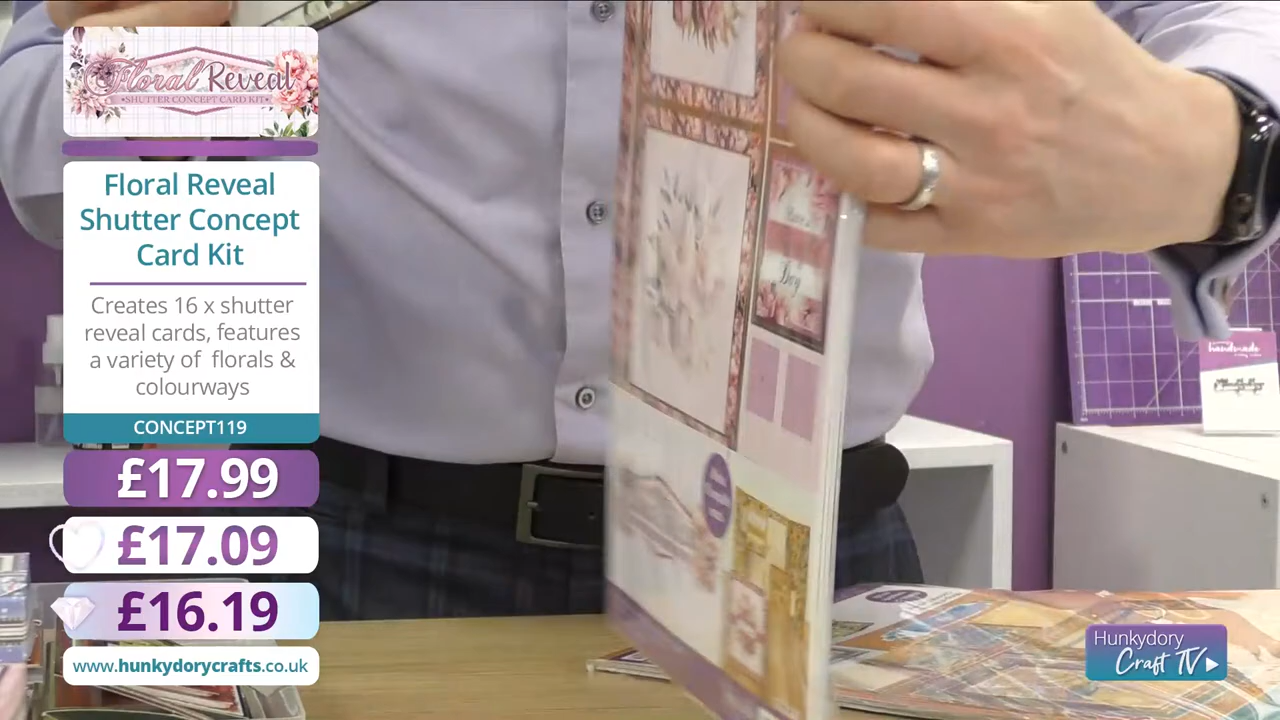 Floral Reveal
•SHUTTER CONCEPT CARD KIT•
Floral Reveal
Shutter Concept
Card Kit
Creates 16 x shutter
reveal cards, features
a variety of florals &
colourways
CONCEPT119
£17.99
£17.09
£16.19
www.hunkydorycrafts.co.uk
Day
handmade
Hunkydory
Craft TV